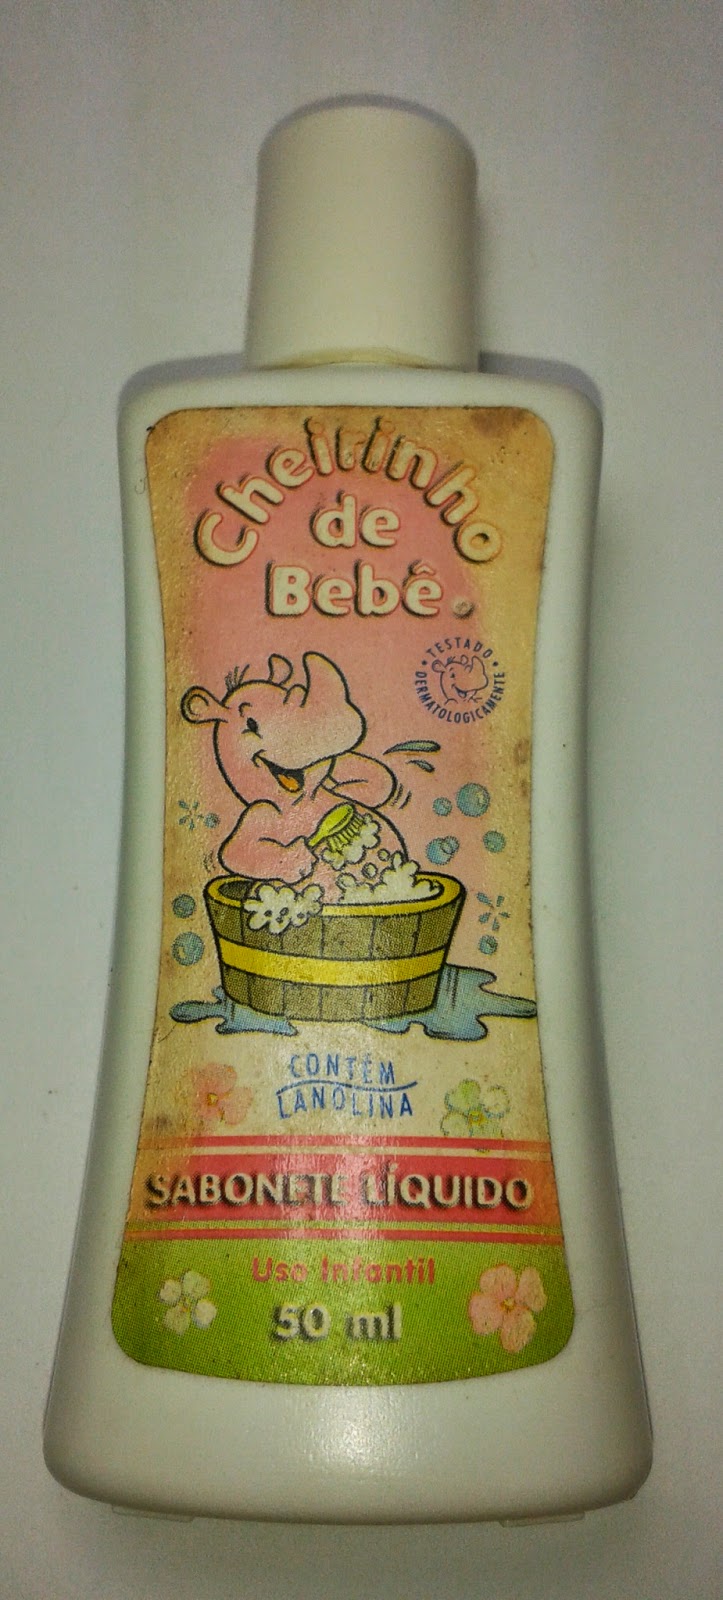 Cheirinho
de
Bebê
TESTADO
DERMATOLOGICAMENTE
CONTÉM
LANOLINA
SABONETE LÍQUIDO
Uso Infantil
50 ml